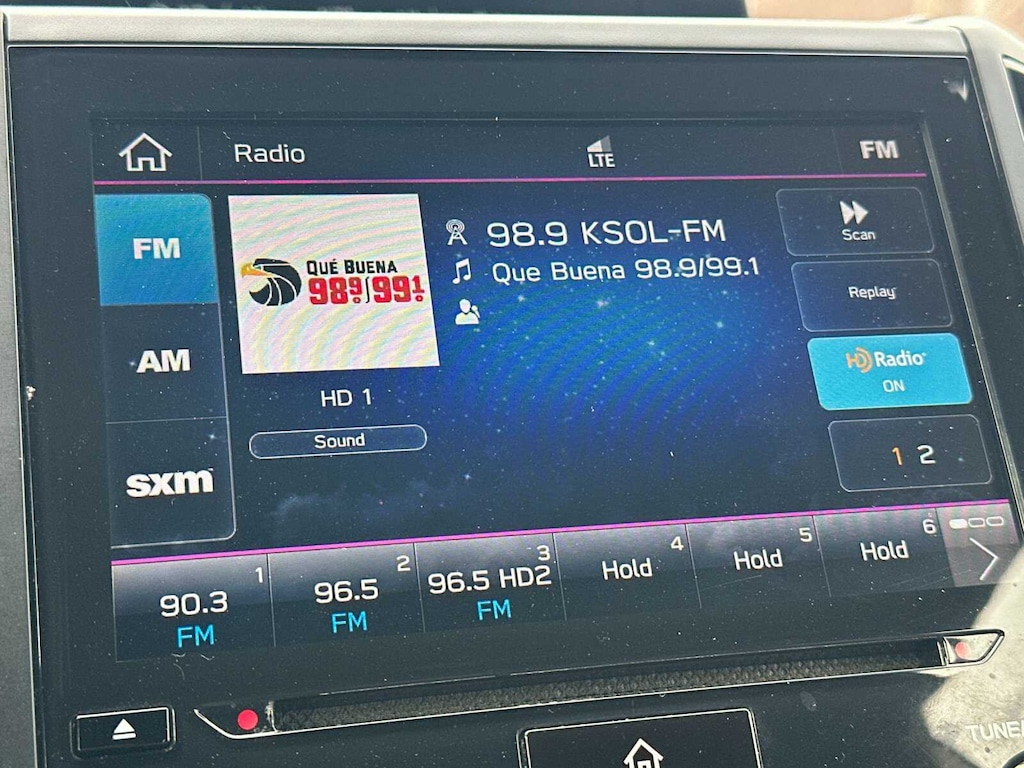 Radio
LTE
FM
FM
AM
sxm
QUÉ BUENA
98.9/99.1
HD 1
Sound
98.9 KSOL-FM
Que Buena 98.9/99.1
Scan
Replay
HD Radio
ON
1 2
1
90.3
FM
2
96.5
FM
3
96.5 HD2
FM
4
Hold
5
Hold
6
Hold
TUNE